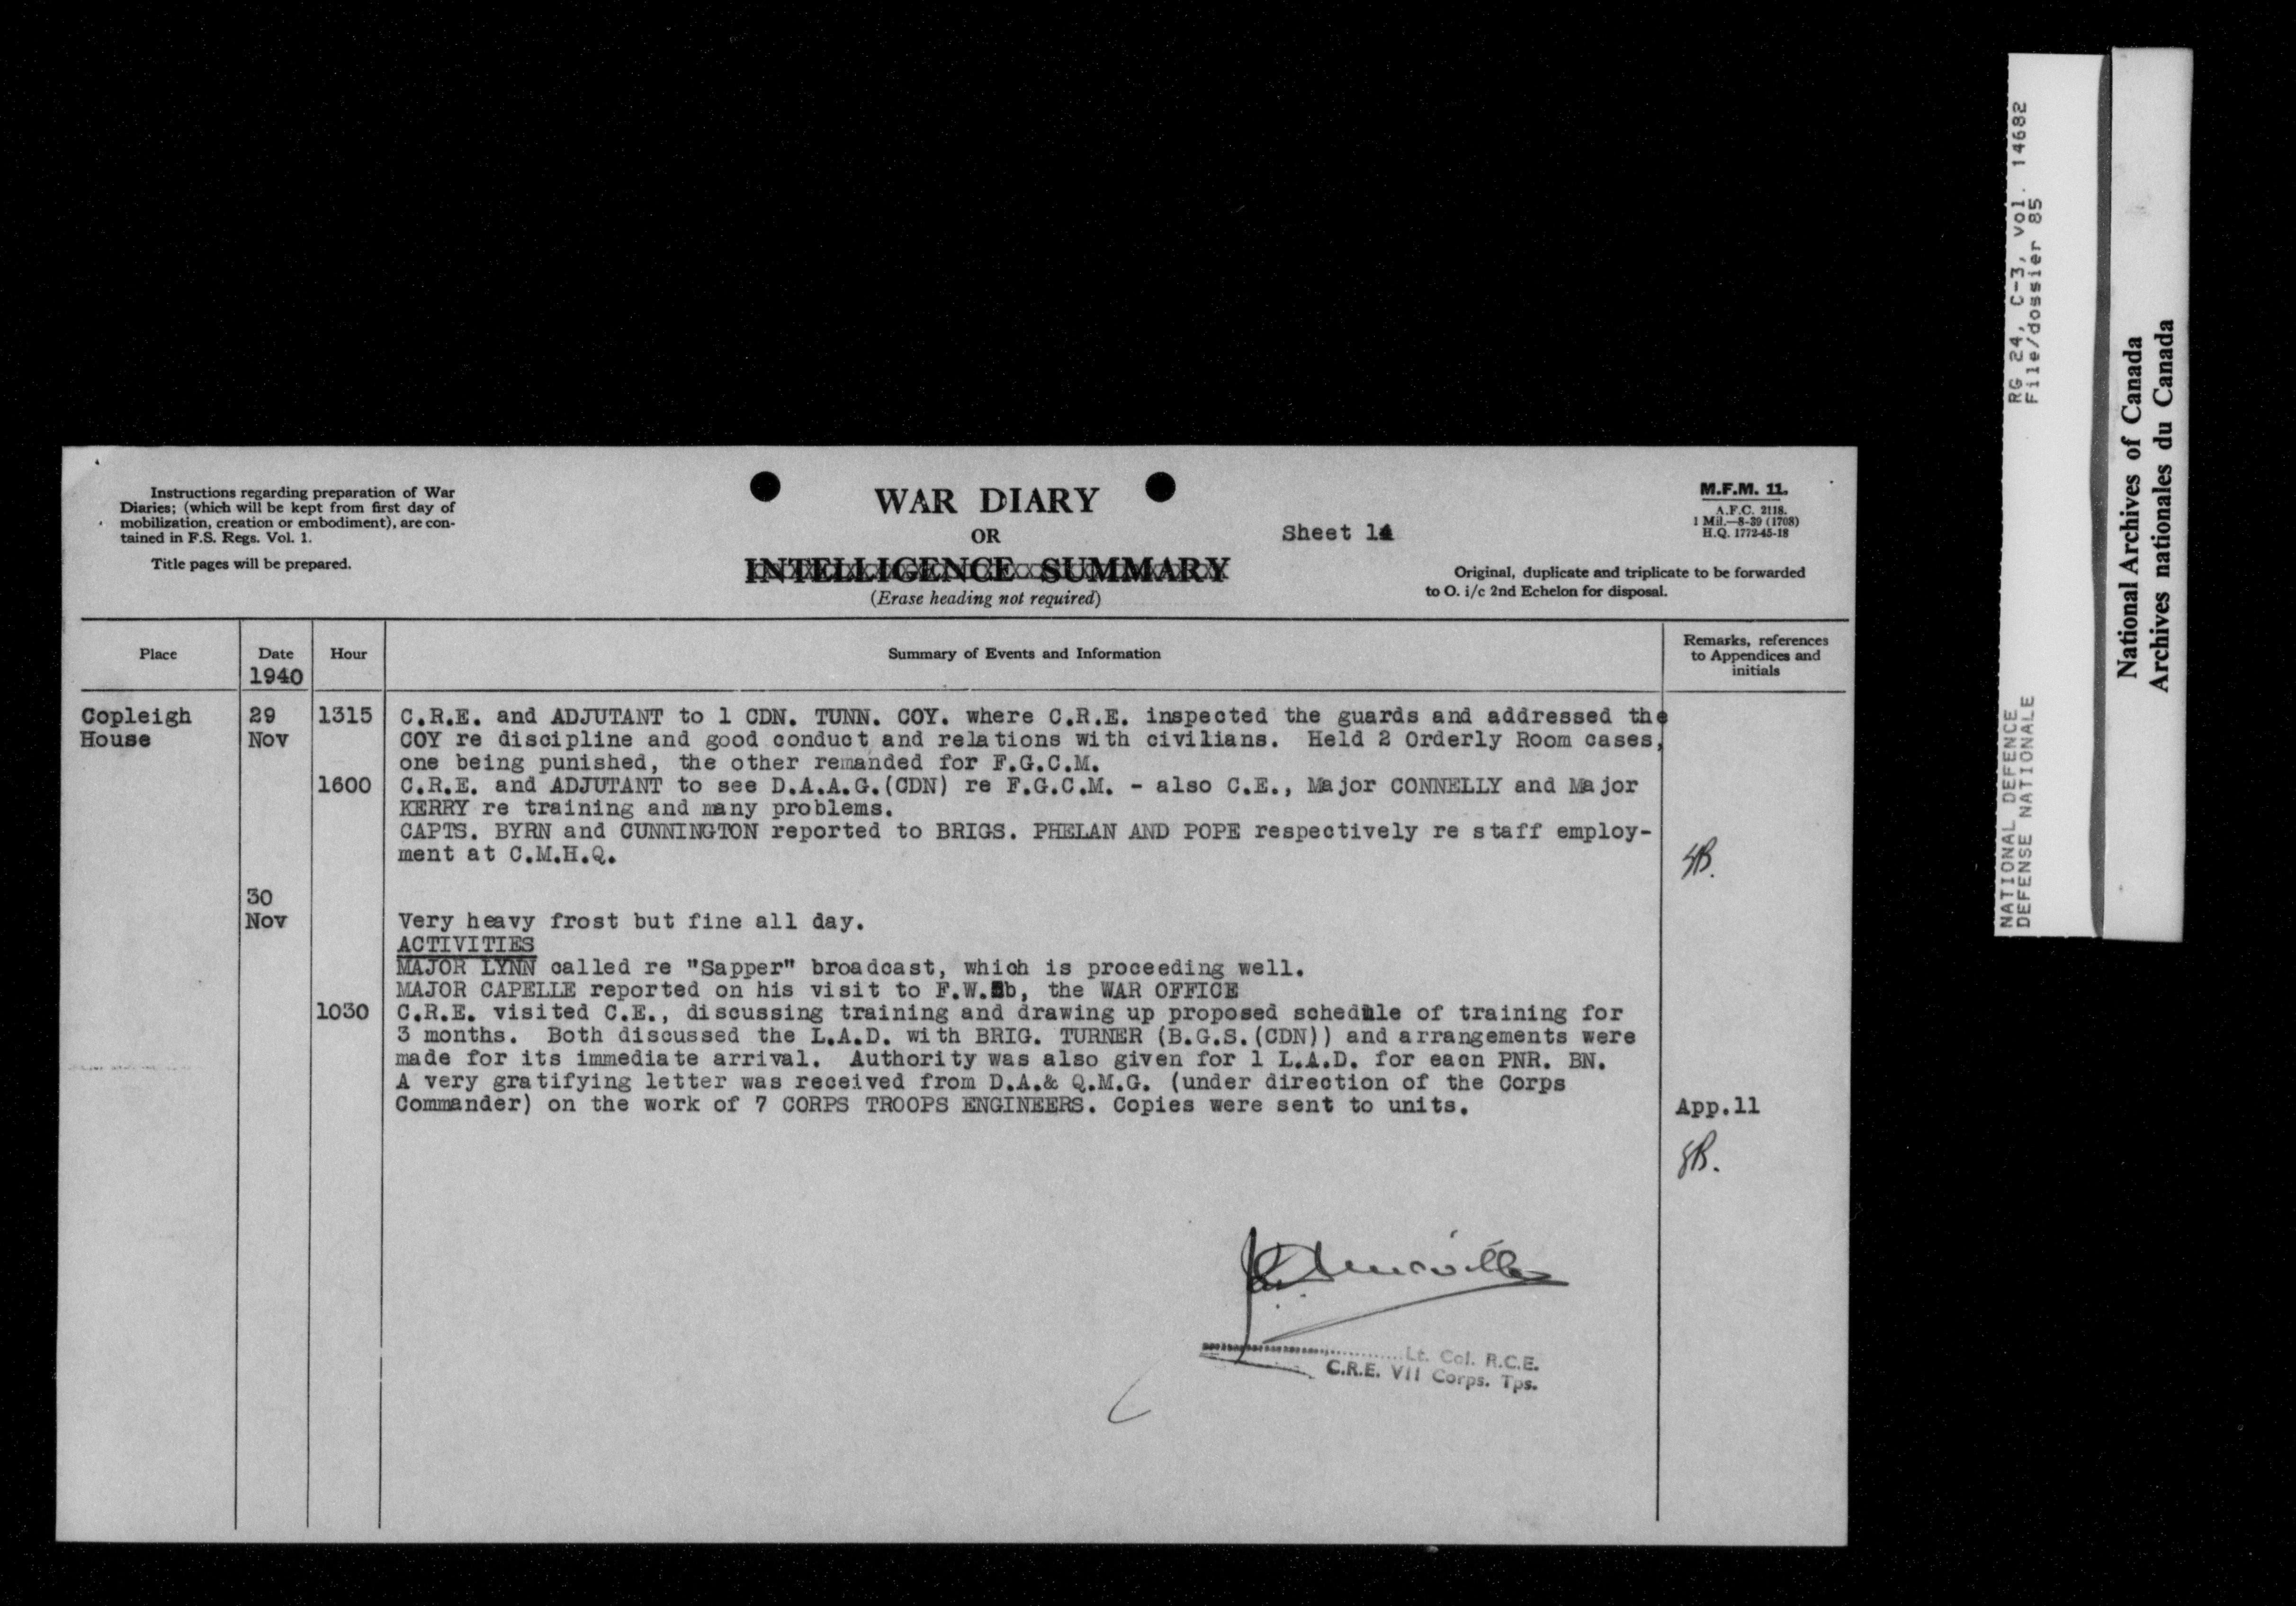 Instructions regarding preparation of War
Diaries; (which will be kept from first day of
mobilization, creation or embodiment), are con-
tained in F.S. Regs. Vol. 1.
Title pages will be prepared.
WAR DIARY
OR
INTELLIGENCE SUMMARY
(Erase heading not required)
Sheet 14
M.F.M. 11.
A.F.C. 2118.
1 Mil.—8-39 (1708)
H.Q. 1772-45-18
Original, duplicate and triplicate to be forwarded
to O. i/c 2nd Echelon for disposal.
Place Date Hour Summary of Events and Information Remarks, references
to Appendices and
initials
1940
Copleigh 29 1315 C.R.E. and ADJUTANT to 1 CDN. TUNN. COY. where C.R.E. inspected the guards and addressed the
House Nov COY re discipline and good conduct and relations with civilians. Held 2 Orderly Room cases,
one being punished, the other remanded for F.G.C.M.
1600 C.R.E. and ADJUTANT to see D.A.A.G.(CDN) re F.G.C.M. - also C.E., Major CONNELLY and Major
KERRY re training and many problems.
CAPTS. BYRN and CUNNINGTON reported to BRIGS. PHELAN AND POPE respectively re staff employ-
ment at C.M.H.Q.
30
Nov Very heavy frost but fine all day.
ACTIVITIES
MAJOR LYNN called re "Sapper" broadcast, which is proceeding well.
MAJOR CAPELLE reported on his visit to the WAR OFFICE
1030 C.R.E. visited C.E., discussing training and drawing up proposed schedule of training for
3 months. Both discussed the L.A.D. with BRIG. TURNER (B.G.S.(CDN)) and arrangements were
made for its immediate arrival. Authority was also given for 1 L.A.D. for eacn PNR. BN.
A very gratifying letter was received from D.A.& Q.M.G. (under direction of the Corps
Commander) on the work of 7 CORPS TROOPS ENGINEERS. Copies were sent to units. App.11
Lt. Col. R.C.E.
C.R.E. VII Corps. Tps.
NATIONAL DEFENCE RG 24, C-3, vol. 14682
DEFENSE NATIONALE File/dossier 85
National Archives of Canada
Archives nationales du Canada